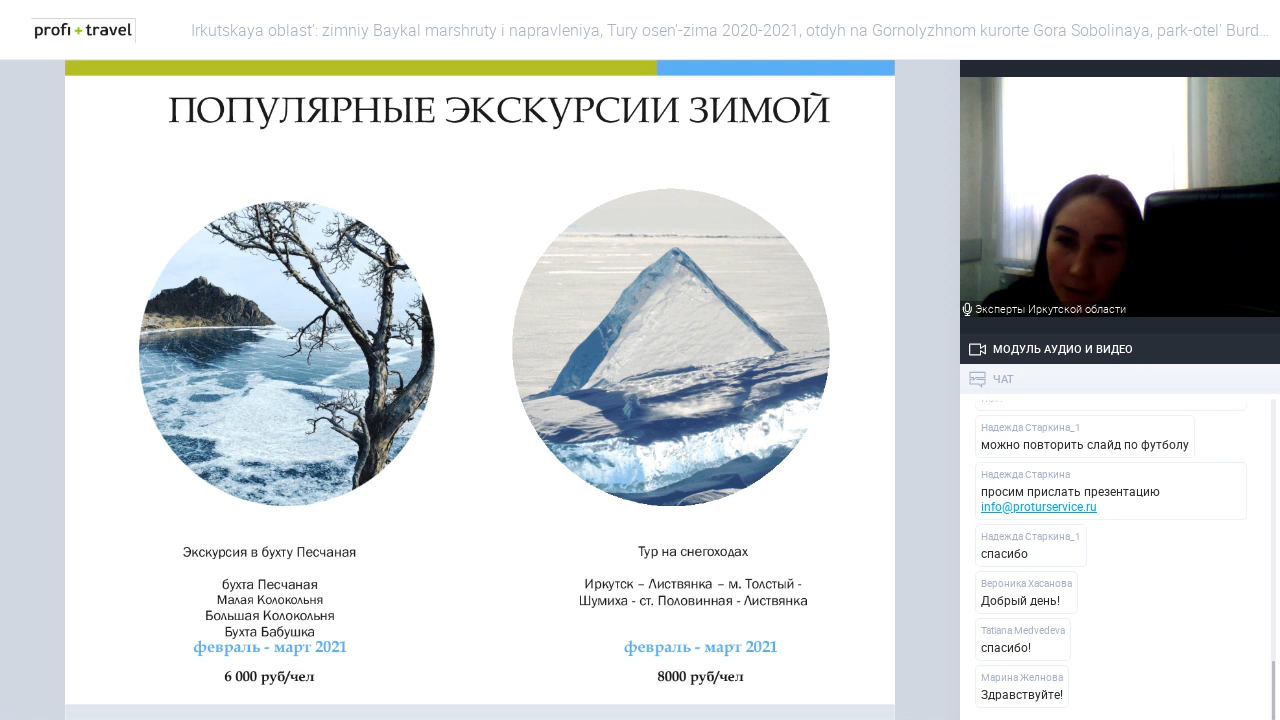 profi + travel
Irkutskaya oblast': zimniy Baykal marshruty i napravleniya, Tury osen'-zima 2020-2021, otdyh na Gornolyzhnom kurorte Gora Sobolinaya, park-otel' Burd...
ПОПУЛЯРНЫЕ ЭКСКУРСИИ ЗИМОЙ
Экскурсия в бухту Песчаная
бухта Песчаная
Малая Колокольня
Большая Колокольня
Бухта Бабушка
февраль - март 2021
6 000 руб/чел
Тур на снегоходах
Иркутск – Листвянка – м. Толстый -
Шумиха - ст. Половинная - Листвянка
февраль - март 2021
8000 руб/чел
Эксперты Иркутской области
МОДУЛЬ АУДИО И ВИДЕО
ЧАТ
Надежда Старкина_1
можно повторить слайд по футболу
Надежда Старкина
просим прислать презентацию
info@proturservice.ru
Надежда Старкина_1
спасибо
Вероника Хасанова
Добрый день!
Tatiana Medvedeva
спасибо!
Марина Желнова
Здравствуйте!